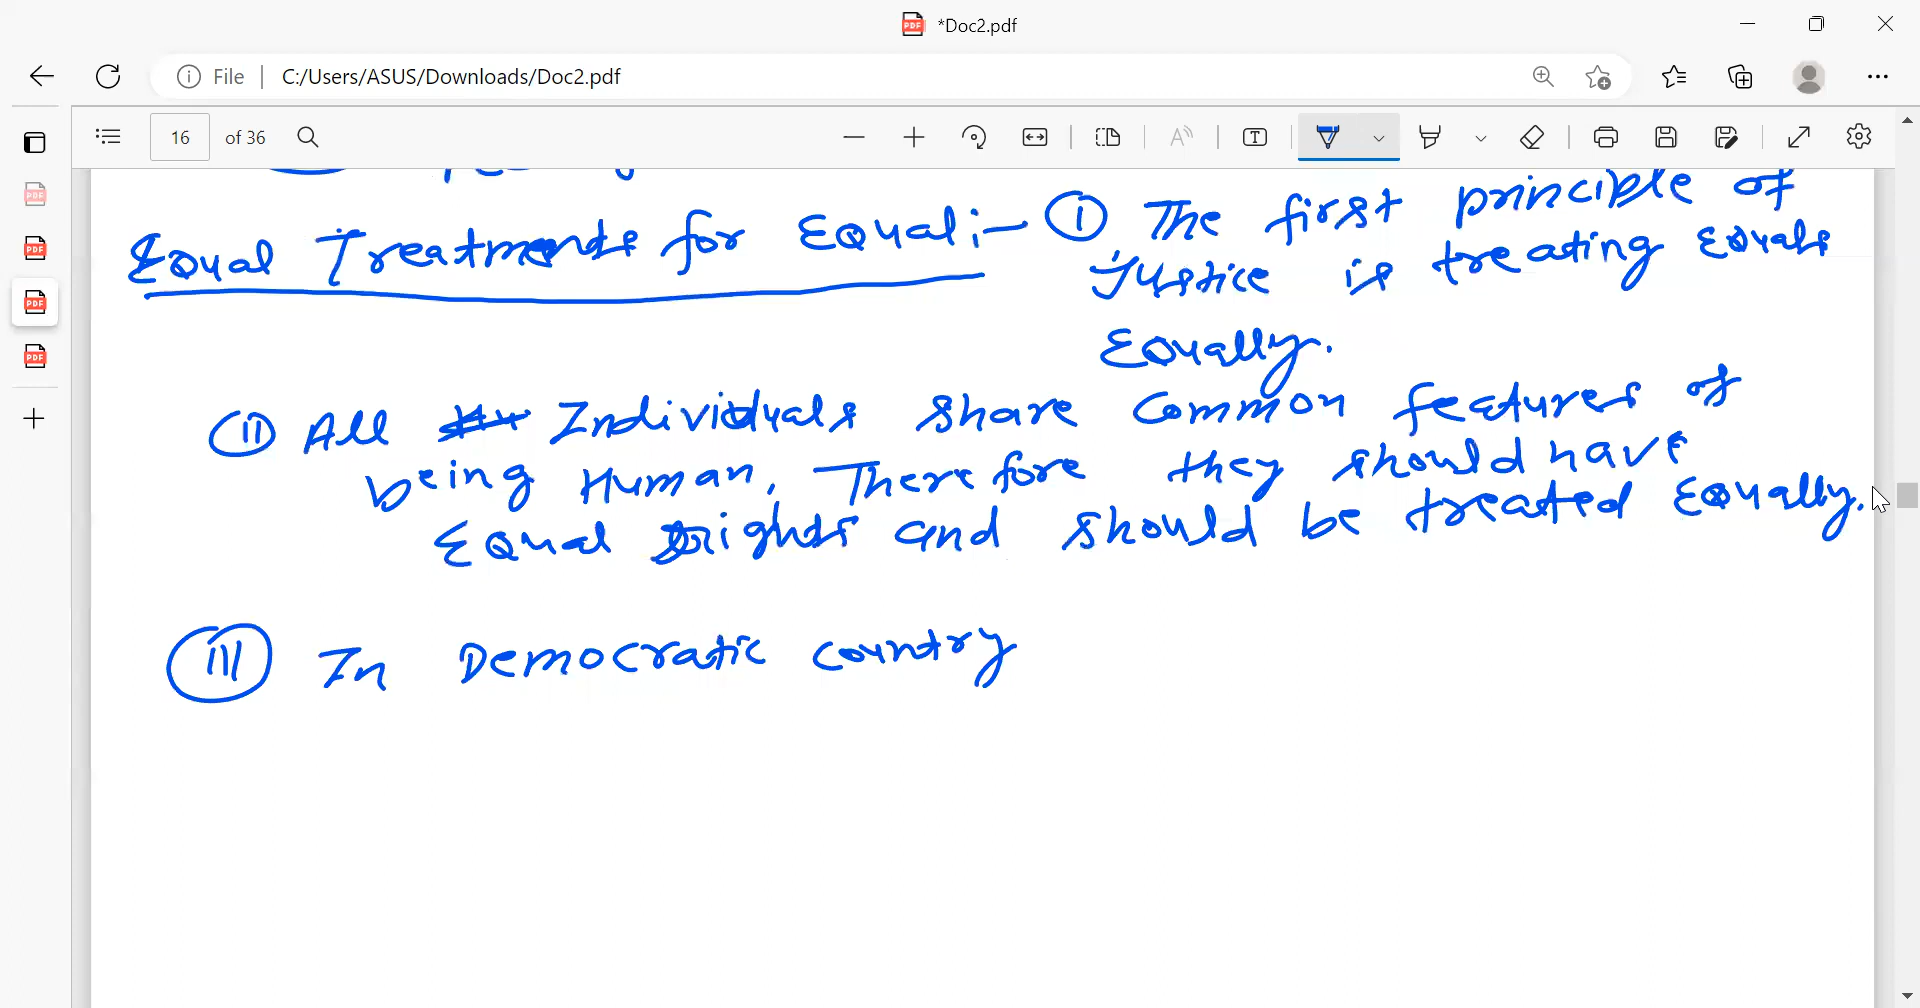 *Doc2.pdf
File | C:/Users/ASUS/Downloads/Doc2.pdf
16 of 36
Equal Treatments for Equal:- (i) The first principle of
Justice is treating Equals
Equally.
(ii) All Individuals share Common features of
being Human, Therefore they should have
Equal rights and should be treated Equally.
(iii) In Democratic country